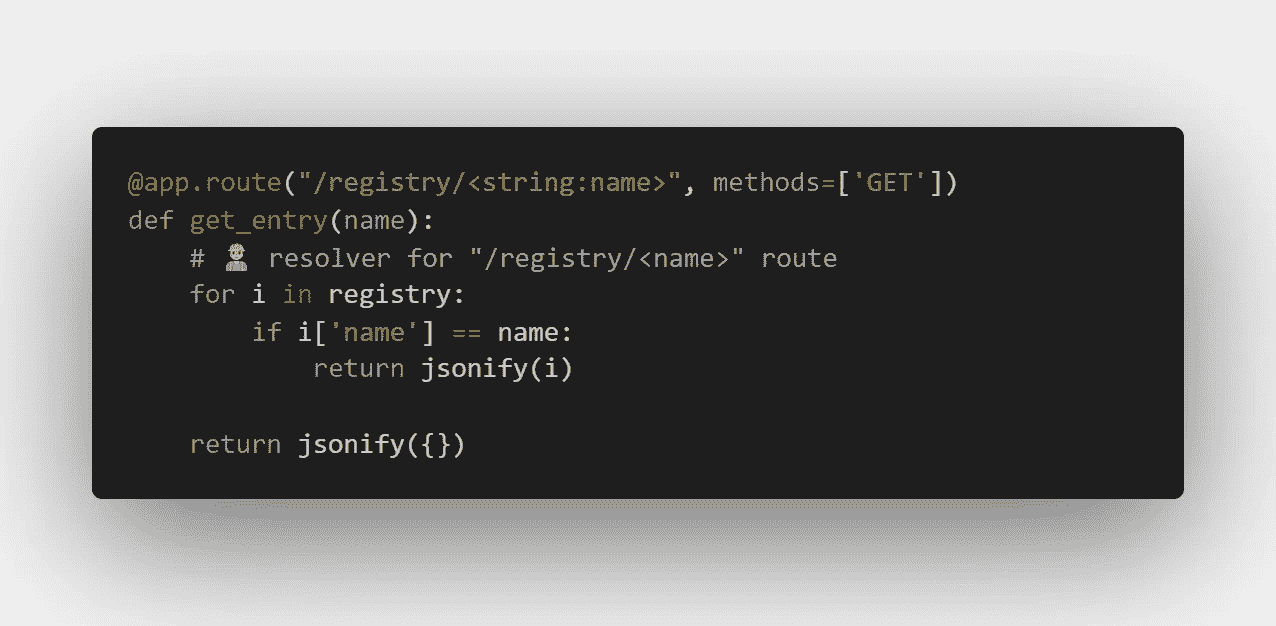 @app.route("/registry/<string:name>", methods=['GET'])
def get_entry(name):
    # 👷 resolver for "/registry/<name>" route
    for i in registry:
        if i['name'] == name:
            return jsonify(i)

    return jsonify({})